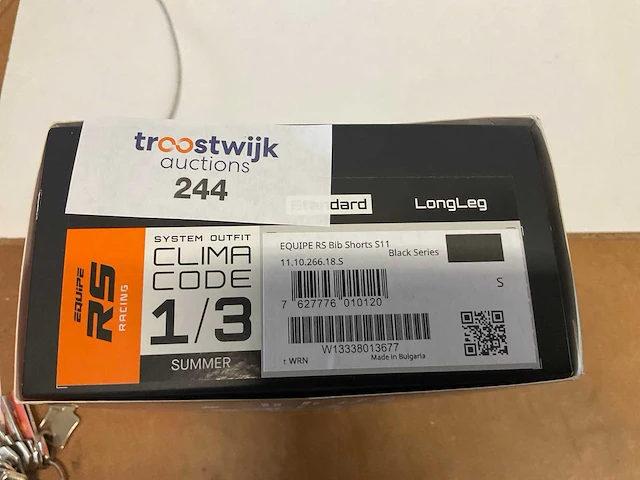 troostwijk
auctions
244
Standard
LongLeg
EQUIPE
RS
RACING
SYSTEM OUTFIT
CLIMA
CODE
1/3
SUMMER
EQUIPE RS Bib Shorts S11
Black Series
11.10.266.18.S
S
7 627776 010120
W13338013677
↑ WRN
Made In Bulgaria